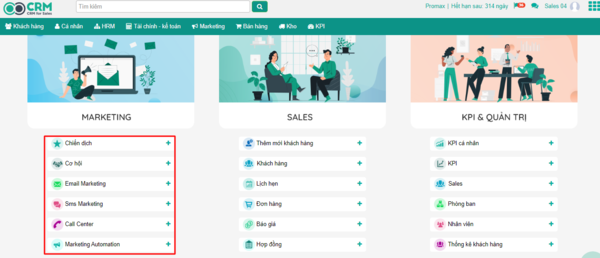 CRM
CRM for Sales
Tìm kiếm
Promax | Hết hạn sau: 314 ngày
Sales 84
Khách hàng
Cá nhân
HRM
Tài chính - kế toán
Marketing
Bán hàng
Kho
KPI
MARKETING
Chiến dịch +
Cơ hội +
Email Marketing +
Sms Marketing +
Call Center +
Marketing Automation +
SALES
Thêm mới khách hàng +
Khách hàng +
Lịch hẹn +
Đơn hàng +
Báo giá +
Hợp đồng +
KPI & QUẢN TRỊ
KPI cá nhân +
KPI +
Sales +
Phòng ban +
Nhân viên +
Thống kê khách hàng +